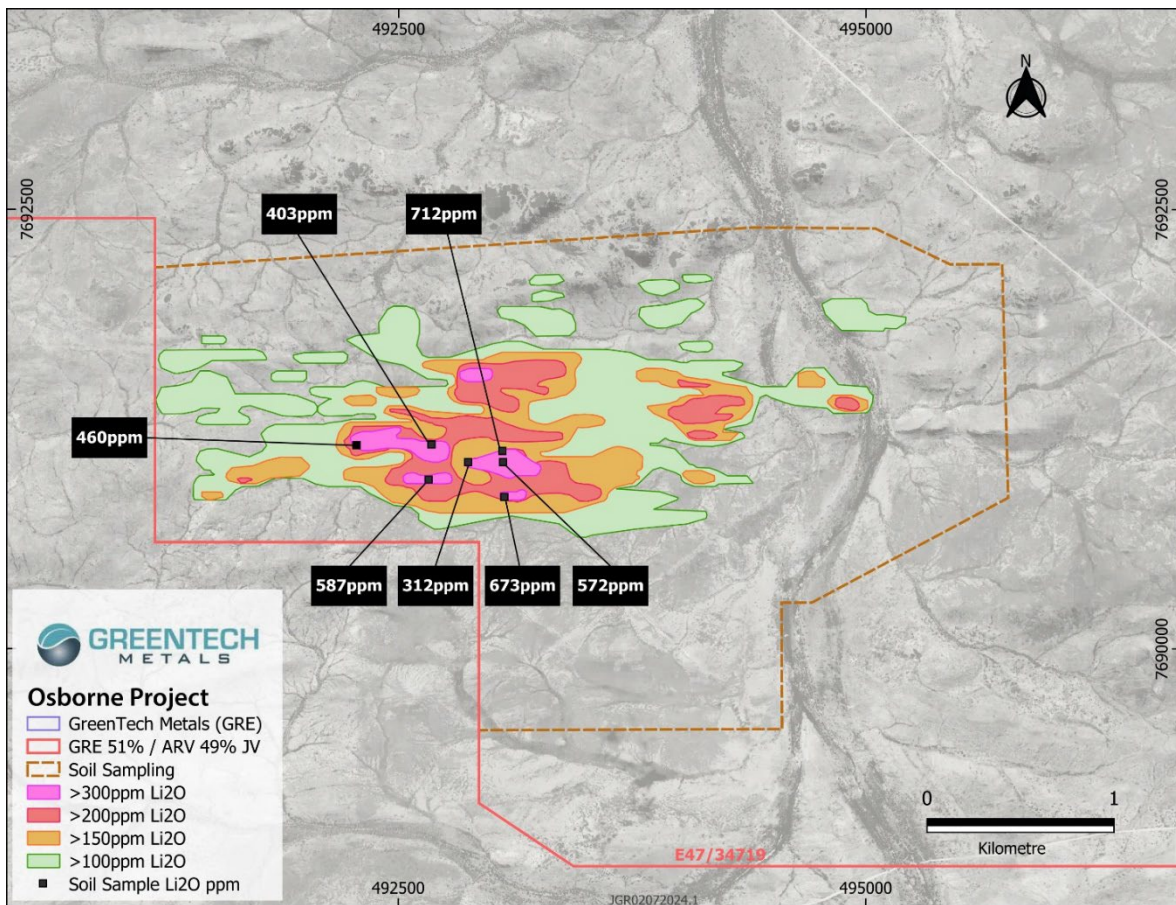 492500
495000
N
7692500
7692500
403ppm
712ppm
460ppm
587ppm
312ppm
673ppm
572ppm
GREENTECH
METALS
Osborne Project
GreenTech Metals (GRE)
GRE 51% / ARV 49% JV
Soil Sampling
>300ppm Li2O
>200ppm Li2O
>150ppm Li2O
>100ppm Li2O
Soil Sample Li2O ppm
7690000
0
1
Kilometre
E47/34719
492500
495000
JGR02072024.1